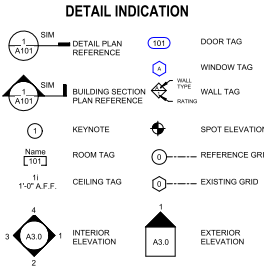 DETAIL INDICATION
SIM
1
A101
DETAIL PLAN
REFERENCE
101
DOOR TAG
A
WINDOW TAG
SIM
1
A101
BUILDING SECTION
PLAN REFERENCE
WALL
TYPE
RATING
WALL TAG
1
KEYNOTE
SPOT ELEVATION
Name
101
ROOM TAG
0
REFERENCE GRI
1i
1'-0" A.F.F.
CEILING TAG
0
EXISTING GRID
4
3
A3.0
1
2
INTERIOR
ELEVATION
1
A3.0
EXTERIOR
ELEVATION